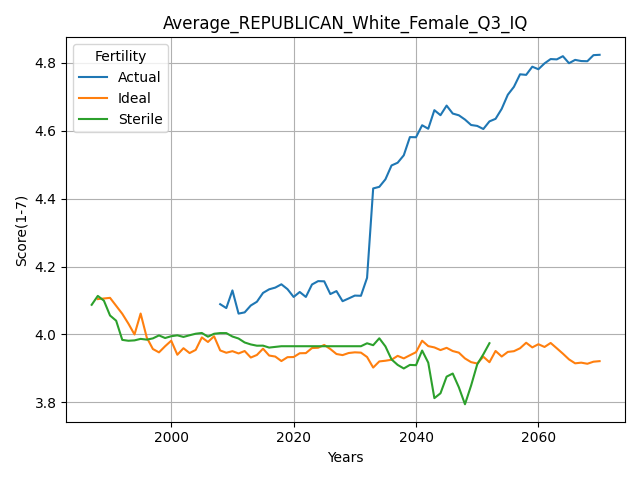 Average_REPUBLICAN_White_Female_Q3_IQ
Fertility
Actual
Ideal
Sterile
Score(1-7)
4.8
4.6
4.4
4.2
4.0
3.8
2000
2020
2040
2060
Years